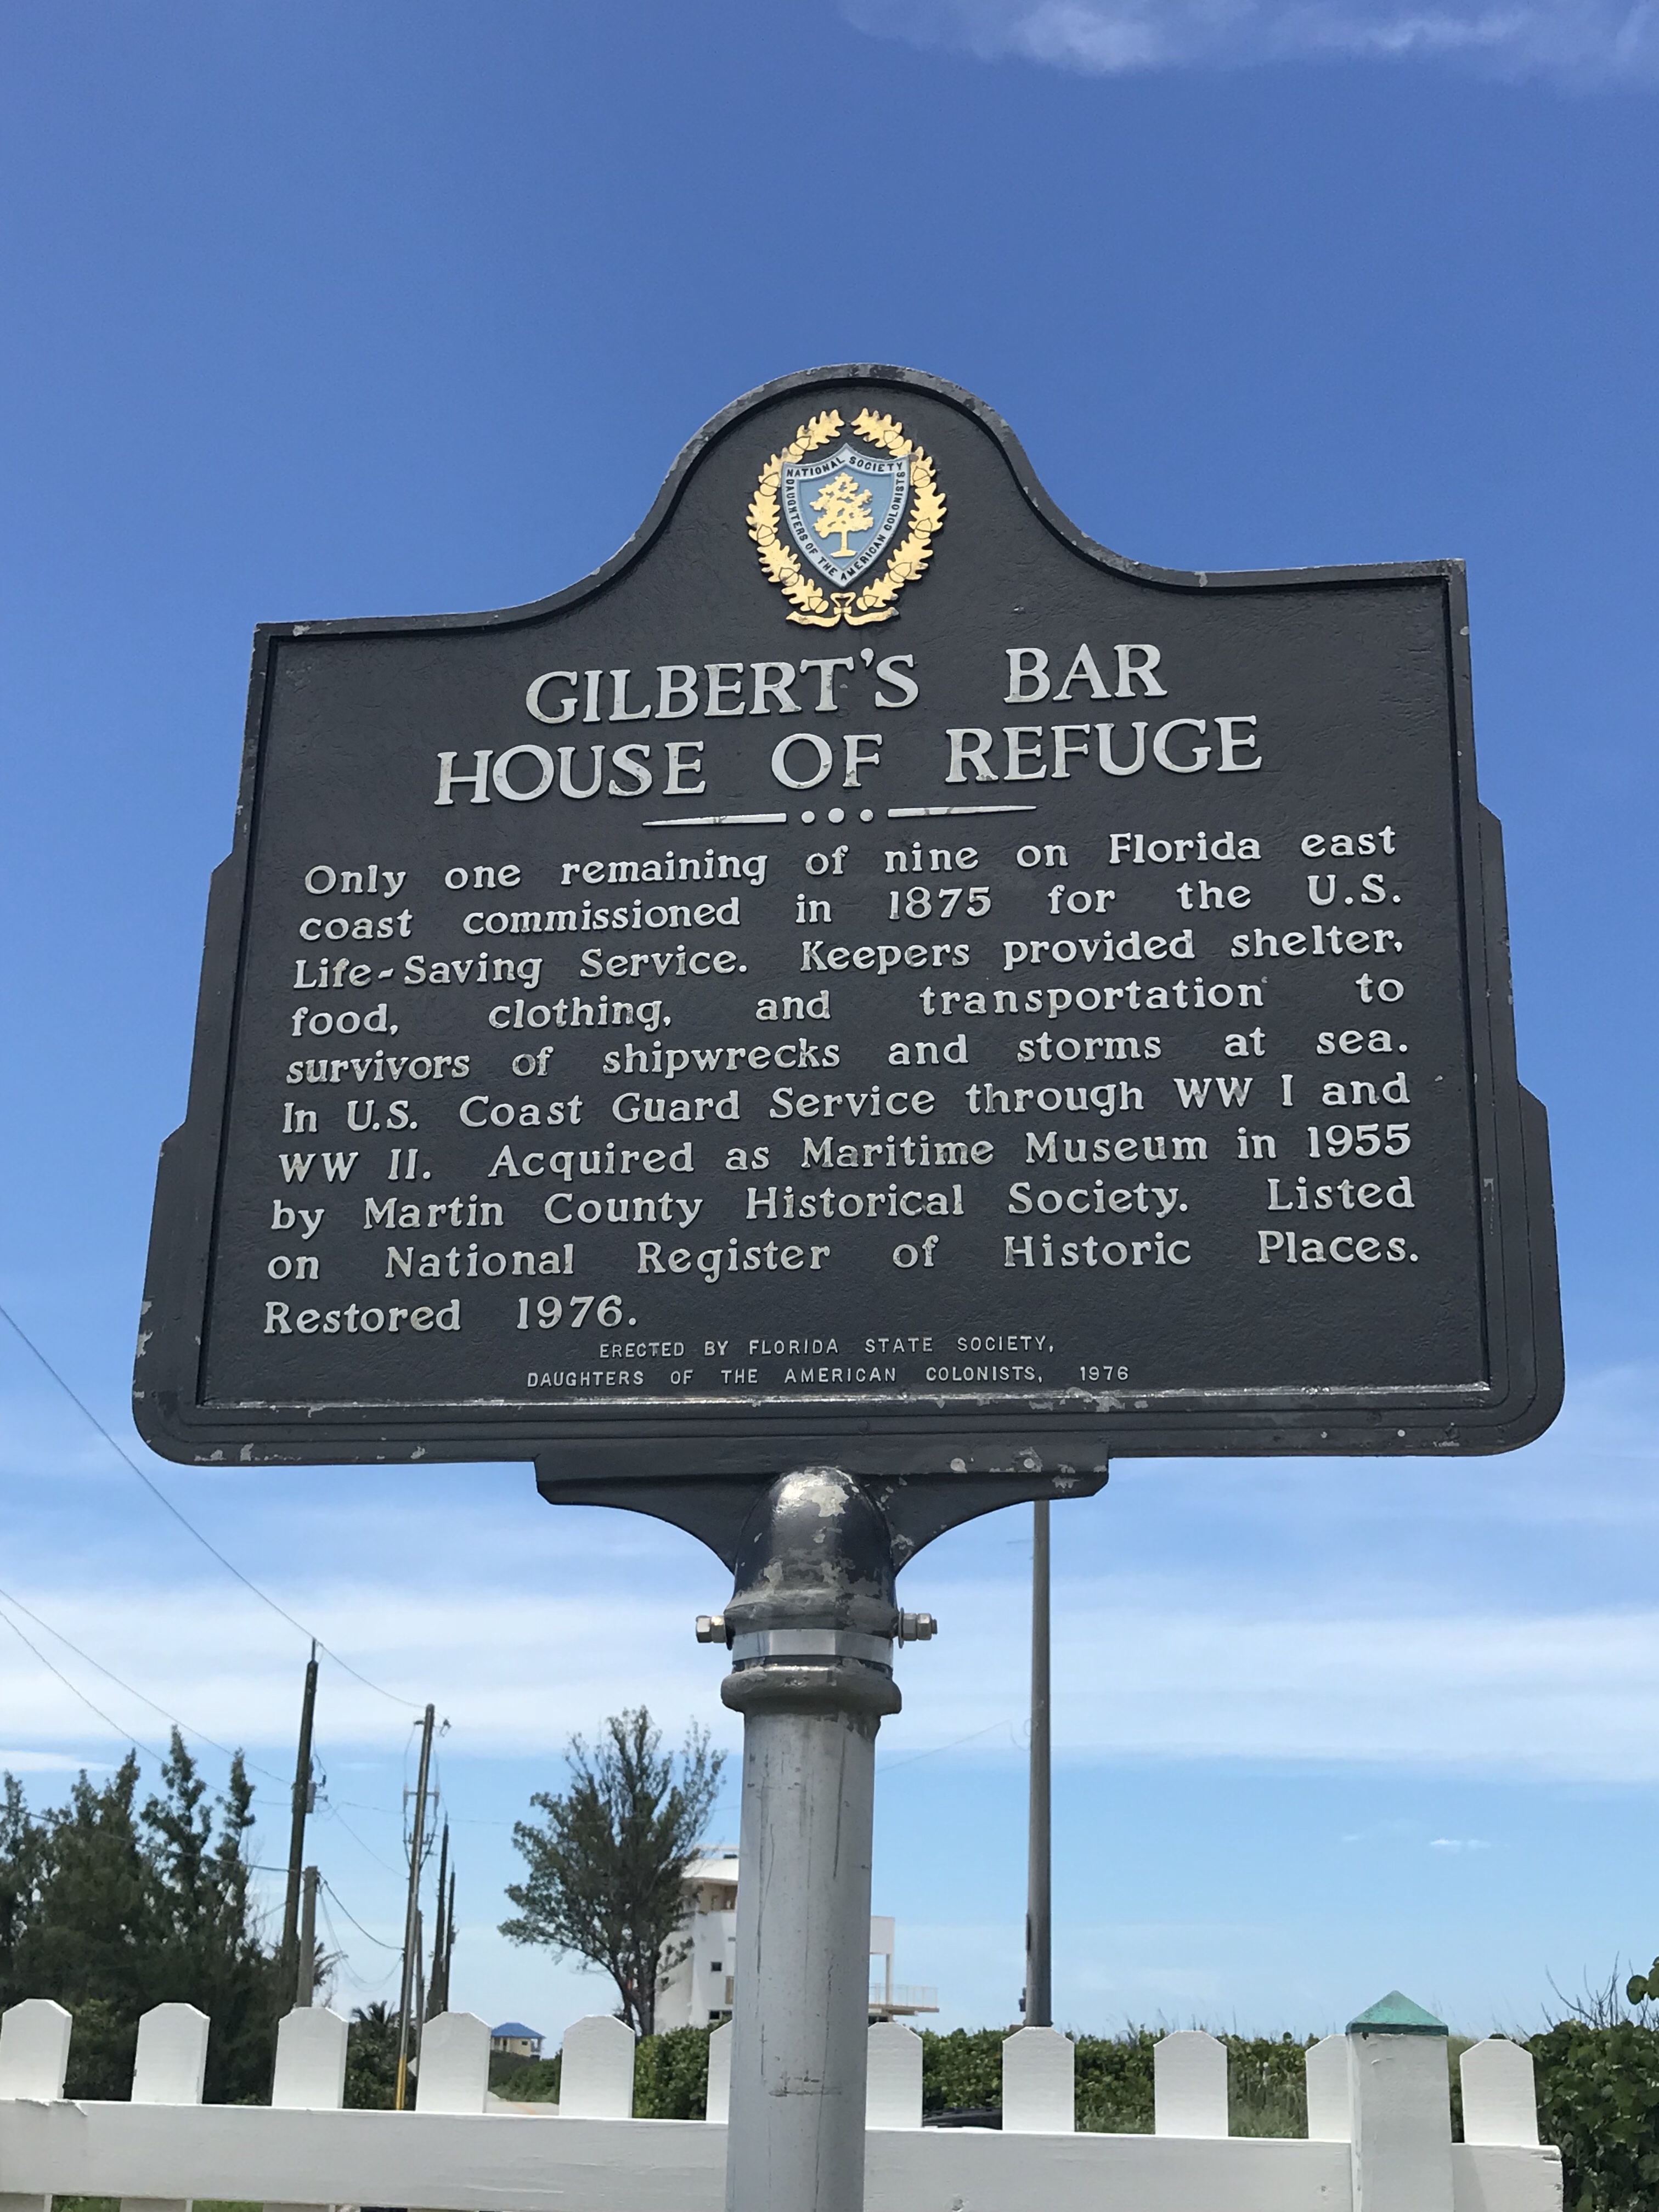 NATIONAL SOCIETY
DAUGHTERS OF THE AMERICAN COLONISTS
GILBERT'S BAR
HOUSE OF REFUGE
Only one remaining of nine on Florida east
coast commissioned in 1875 for the U.S.
Life-Saving Service. Keepers provided shelter,
food, clothing, and transportation to
survivors of shipwrecks and storms at sea.
In U.S. Coast Guard Service through WW I and
WW II. Acquired as Maritime Museum in 1955
by Martin County Historical Society. Listed
on National Register of Historic Places.
Restored 1976.
ERECTED BY FLORIDA STATE SOCIETY,
DAUGHTERS OF THE AMERICAN COLONISTS, 1976